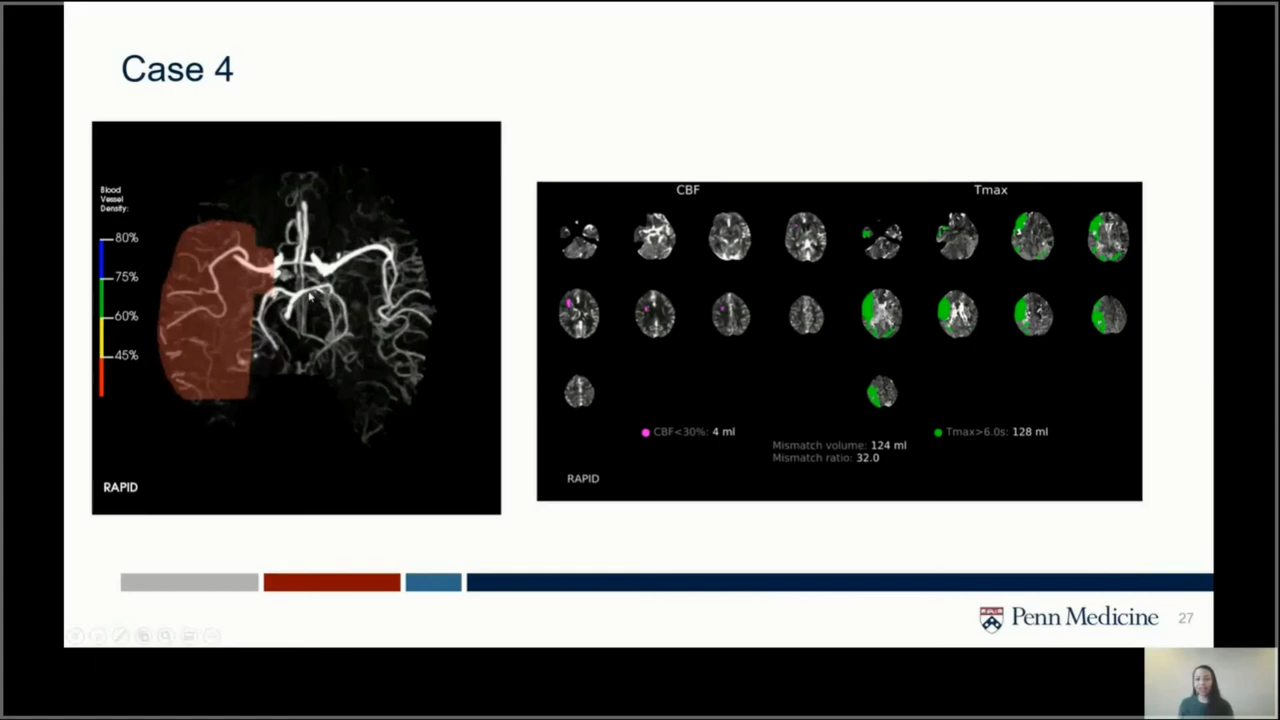 Case 4
Blood
Vessel
Density:
80%
75%
60%
45%
RAPID
CBF
Tmax
CBF<30%: 4 ml
Tmax>6.0s: 128 ml
Mismatch volume: 124 ml
Mismatch ratio: 32.0
RAPID
Penn Medicine
27